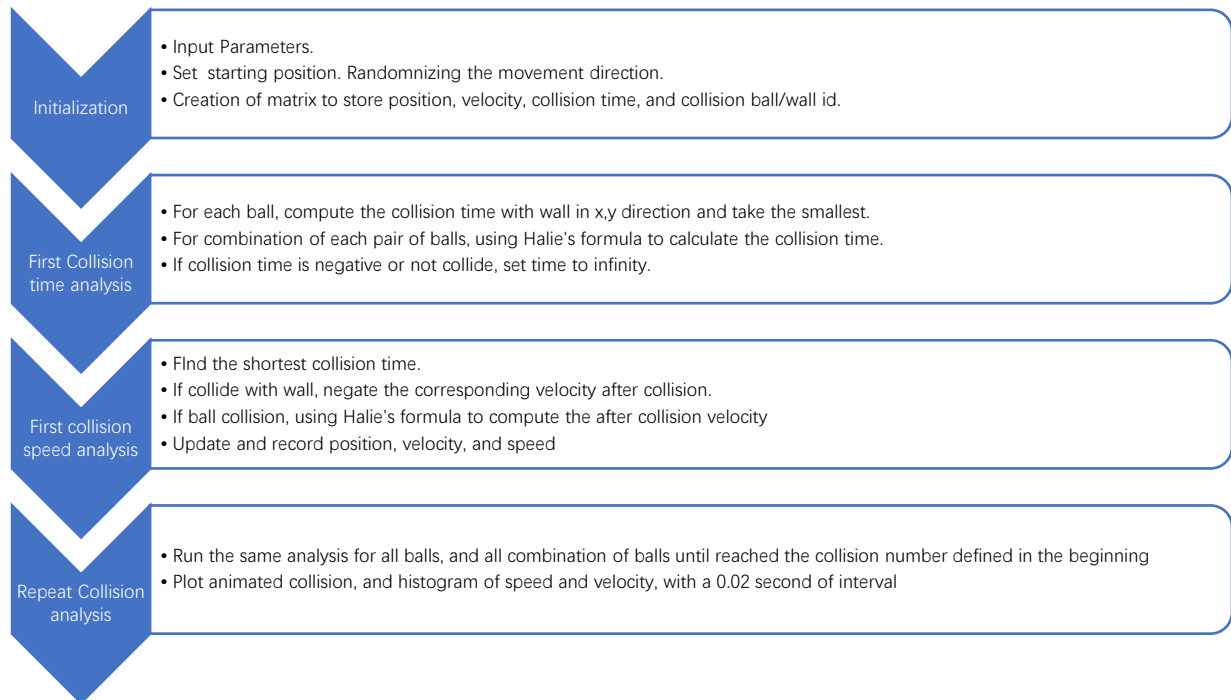 Initialization
• Input Parameters.
• Set  starting position. Randomnizing the movement direction.
• Creation of matrix to store position, velocity, collision time, and collision ball/wall id.
First Collision
time analysis
• For each ball, compute the collision time with wall in x,y direction and take the smallest.
• For combination of each pair of balls, using Halie's formula to calculate the collision time.
• If collision time is negative or not collide, set time to infinity.
First collision
speed analysis
• FInd the shortest collision time.
• If collide with wall, negate the corresponding velocity after collision.
• If ball collision, using Halie's formula to compute the after collision velocity
• Update and record position, velocity, and speed
Repeat Collision
analysis
• Run the same analysis for all balls, and all combination of balls until reached the collision number defined in the beginning
• Plot animated collision, and histogram of speed and velocity, with a 0.02 second of interval